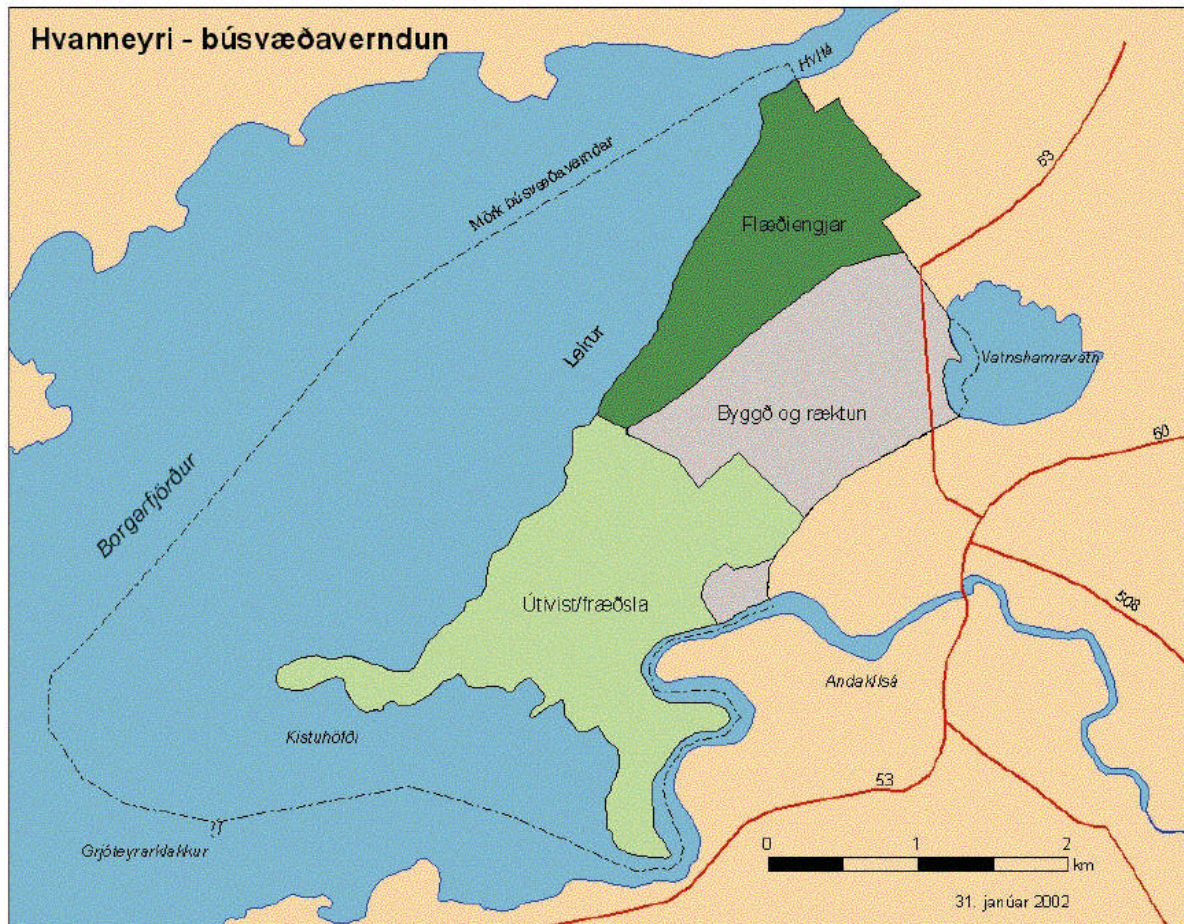 Hvanneyri - búsvæðaverndun
Hvítá
53
Mörk búsvæðaverndar
Flæðiengjar
Leirur
Vatnshamravatn
Byggð og ræktun
50
Borgarfjörður
Útivist/fræðsla
508
Andakílsá
Kistuhöfði
53
Grjóteyrarklakkur
0 1 2
km
31. janúar 2002